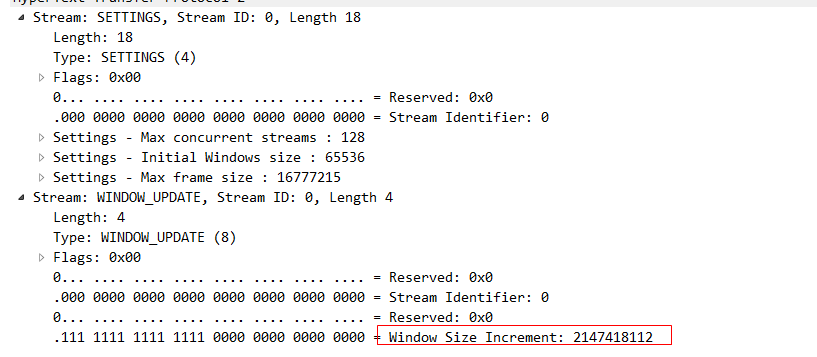 HyperText Transfer Protocol 2
Stream: SETTINGS, Stream ID: 0, Length 18
Length: 18
Type: SETTINGS (4)
Flags: 0x00
0... .... .... .... .... .... .... .... = Reserved: 0x0
.000 0000 0000 0000 0000 0000 0000 0000 = Stream Identifier: 0
Settings - Max concurrent streams : 128
Settings - Initial Windows size : 65536
Settings - Max frame size : 16777215
Stream: WINDOW_UPDATE, Stream ID: 0, Length 4
Length: 4
Type: WINDOW_UPDATE (8)
Flags: 0x00
0... .... .... .... .... .... .... .... = Reserved: 0x0
.000 0000 0000 0000 0000 0000 0000 0000 = Stream Identifier: 0
0... .... .... .... .... .... .... .... = Reserved: 0x0
.111 1111 1111 1111 0000 0000 0000 0000 = Window Size Increment: 2147418112